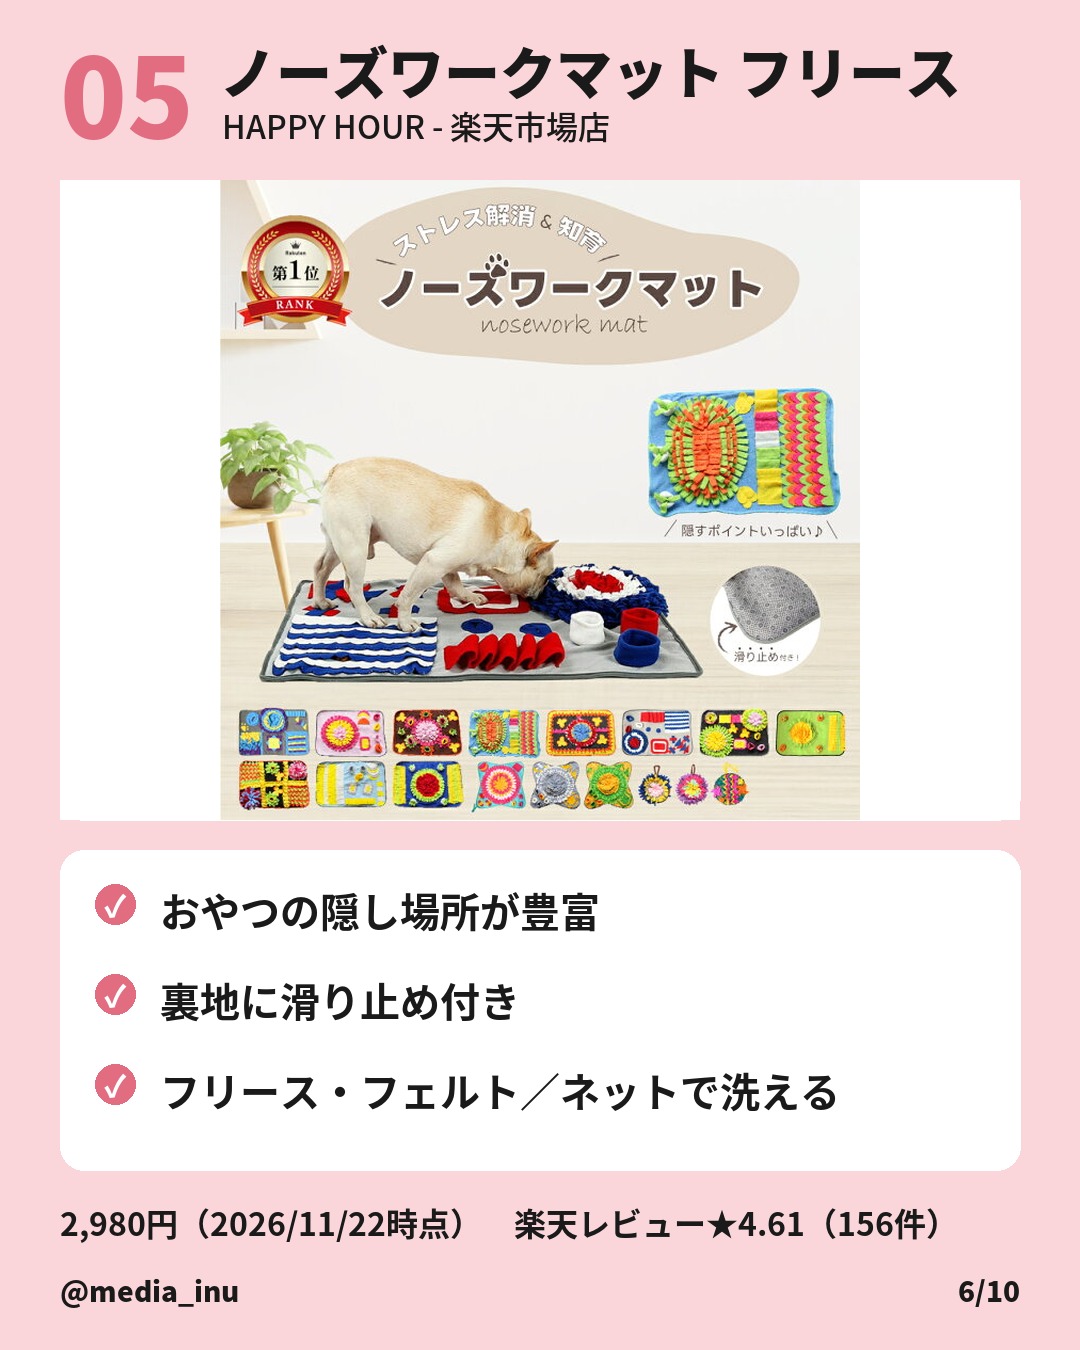 05
ノーズワークマット フリース
HAPPY HOUR - 楽天市場店
ストレス解消 & 知育
Rakuten
第1位
RANK
ノーズワークマット
nosework mat
隠すポイントいっぱい♪
滑り止め付き！
おやつの隠し場所が豊富
裏地に滑り止め付き
フリース・フェルト／ネットで洗える
2,980円（2026/11/22時点）　楽天レビュー★4.61（156件）
@media_inu
6/10